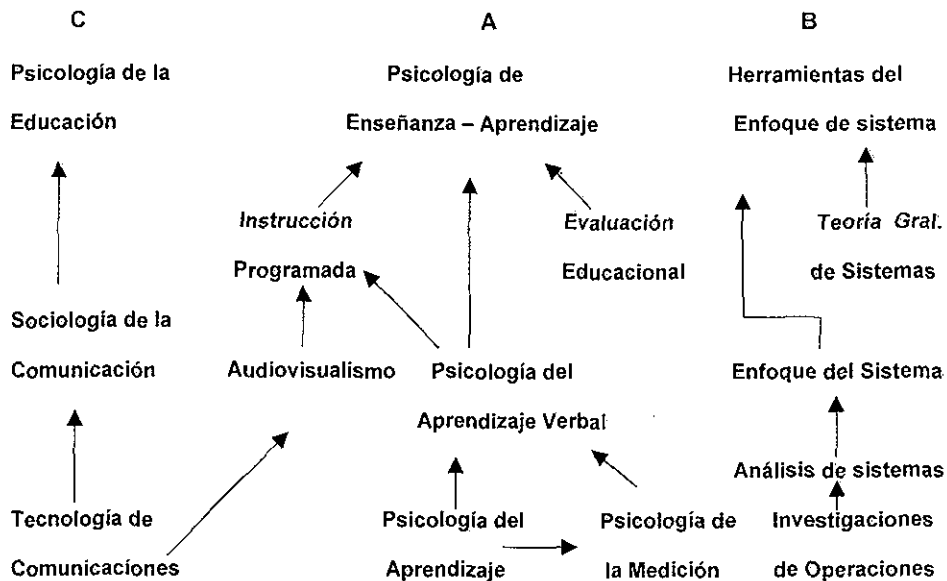 C A B
Psicología de la
Educación
Psicología de
Enseñanza – Aprendizaje
Herramientas del
Enfoque de sistema
Instrucción
Programada
Evaluación
Educacional
Teoría Gral.
de Sistemas
Sociología de la
Comunicación
Audiovisualismo
Psicología del
Aprendizaje Verbal
Enfoque del Sistema
Análisis de sistemas
Tecnología de
Comunicaciones
Psicología del
Aprendizaje
Psicología de
la Medición
Investigaciones
de Operaciones